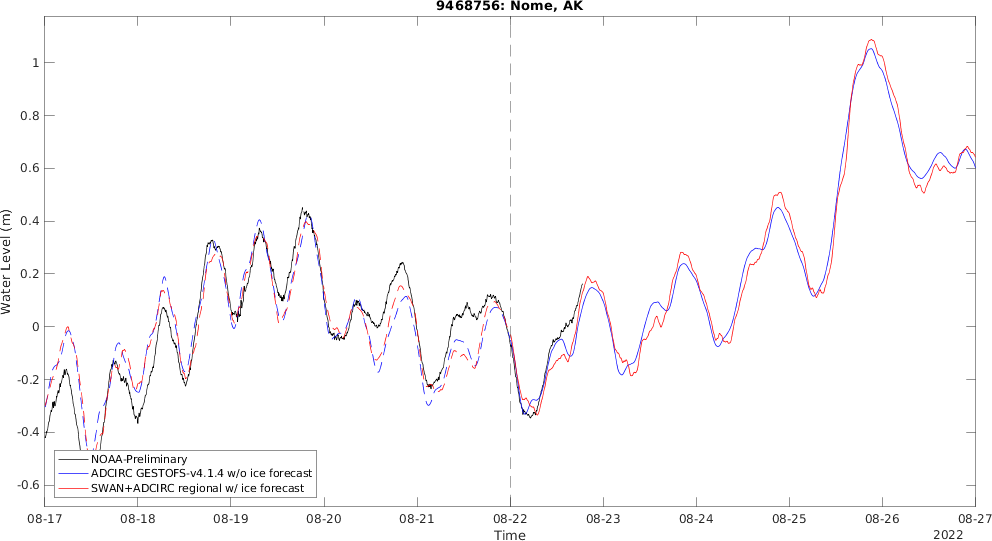 9468756: Nome, AK
Water Level (m)
1
0.8
0.6
0.4
0.2
0
-0.2
-0.4
-0.6
NOAA-Preliminary
ADCIRC GESTOFS-v4.1.4 w/o ice forecast
SWAN+ADCIRC regional w/ ice forecast
08-17 08-18 08-19 08-20 08-21 08-22 08-23 08-24 08-25 08-26 08-27
Time
2022